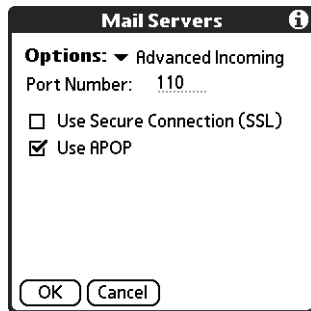 Mail Servers
Options: Advanced Incoming
Port Number: 110
Use Secure Connection (SSL)
Use APOP
OK Cancel